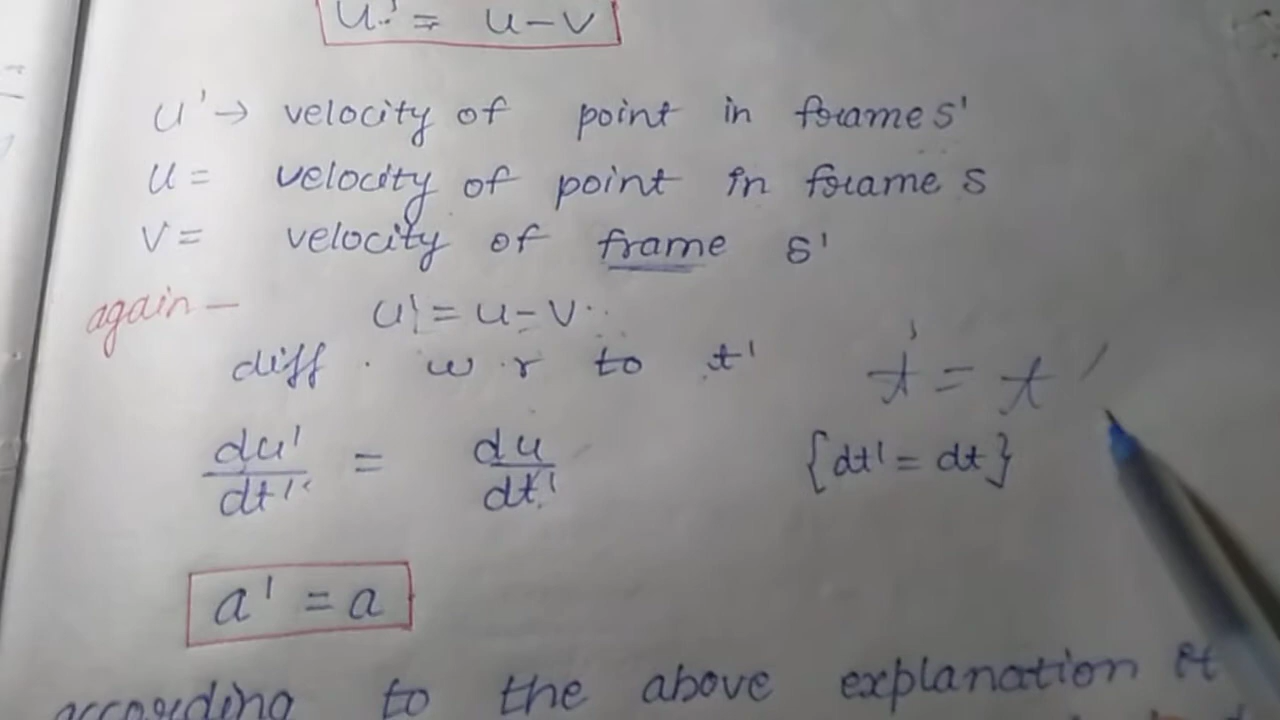 u' = u-v
u' → velocity of point in frame s'
u = velocity of point in frame s
v = velocity of frame s'
again – u' = u-v
diff . w.r to t' t' = t
du'/dt' = du/dt' {dt' = dt}
a' = a
according to the above explanation it